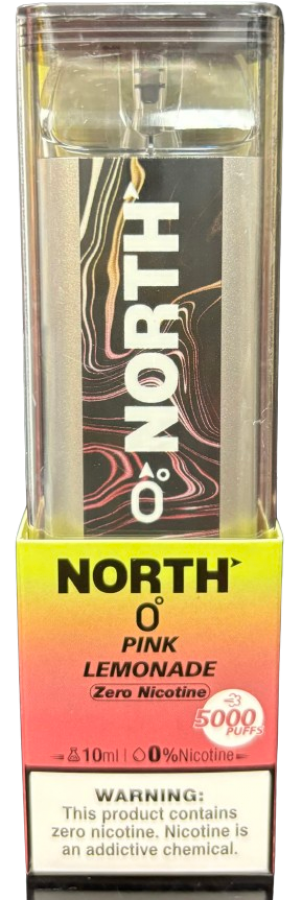 0° NORTH
NORTH
0°
PINK
LEMONADE
Zero Nicotine
5000
PUFFS
10ml | 0%Nicotine
WARNING:
This product contains
zero nicotine. Nicotine is
an addictive chemical.